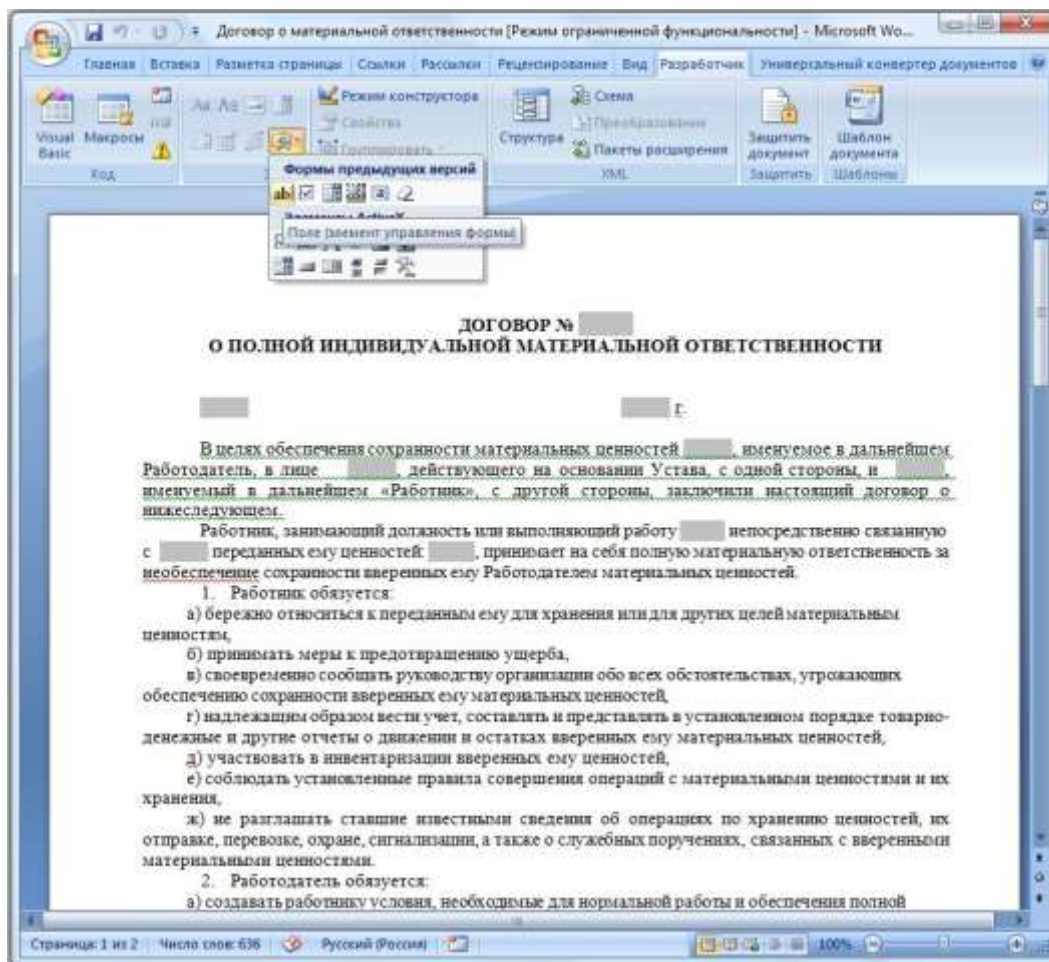 Договор о материальной ответственности [Режим ограниченной функциональности] - Microsoft Wo...
Главная Вставка Разметка страницы Ссылки Рассылки Рецензирование Вид Разработчик Универсальный конвертер документов
Visual Basic Макросы
Режим конструктора
Свойства
Группировать
Структура
Схема
Преобразование
Пакеты расширения
Защитить документ
Шаблон документа
Код XML Защитить Шаблоны
Формы предыдущих версий
Элементы ActiveX
Поле (элемент управления формы)
ДОГОВОР №
О ПОЛНОЙ ИНДИВИДУАЛЬНОЙ МАТЕРИАЛЬНОЙ ОТВЕТСТВЕННОСТИ
г.
В целях обеспечения сохранности материальных ценностей , именуемое в дальнейшем
Работодатель, в лице , действующего на основании Устава, с одной стороны, и ,
именуемый в дальнейшем «Работник», с другой стороны, заключили настоящий договор о
нижеследующем.
Работник, занимающий должность или выполняющий работу непосредственно связанную
с переданных ему ценностей: , принимает на себя полную материальную ответственность за
необеспечение сохранности вверенных ему Работодателем материальных ценностей.
1. Работник обязуется:
а) бережно относиться к переданным ему для хранения или для других целей материальным
ценностям,
б) принимать меры к предотвращению ущерба,
в) своевременно сообщать руководству организации обо всех обстоятельствах, угрожающих
обеспечению сохранности вверенных ему материальных ценностей,
г) надлежащим образом вести учет, составлять и представлять в установленном порядке товарно-
денежные и другие отчеты о движении и остатках вверенных ему материальных ценностей,
д) участвовать в инвентаризации вверенных ему ценностей,
е) соблюдать установленные правила совершения операций с материальными ценностями и их
хранения,
ж) не разглашать ставшие известными сведения об операциях по хранению ценностей, их
отправке, перевозке, охране, сигнализации, а также о служебных поручениях, связанных с вверенными
материальными ценностями.
2. Работодатель обязуется:
а) создавать работнику условия, необходимые для нормальной работы и обеспечения полной
Страница: 1 из 2 Число слов: 636 Русский (Россия) 100%